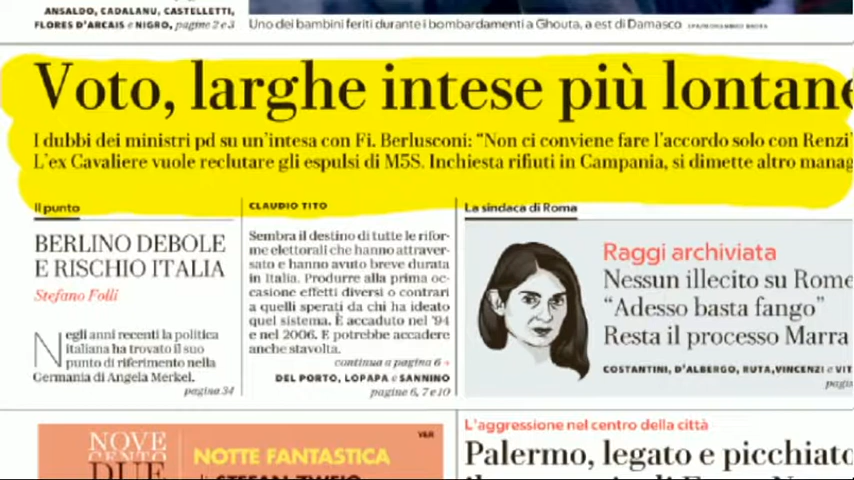 ANSALDO, CADALANU, CASTELLETTI,
FLORES D'ARCAIS e NIGRO, pagine 2 e 3
Uno dei bambini feriti durante i bombardamenti a Ghouta, a est di Damasco
Voto, larghe intese più lontane
I dubbi dei ministri pd su un'intesa con Fi. Berlusconi: "Non ci conviene fare l'accordo solo con Renzi"
L'ex Cavaliere vuole reclutare gli espulsi di M5S. Inchiesta rifiuti in Campania, si dimette altro manag
Il punto
BERLINO DEBOLE
E RISCHIO ITALIA
Stefano Folli
Negli anni recenti la politica
italiana ha trovato il suo
punto di riferimento nella
Germania di Angela Merkel.
pagina 34
CLAUDIO TITO
Sembra il destino di tutte le rifor-
me elettorali che hanno attraver-
sato e hanno avuto breve durata
in Italia. Produrre alla prima oc-
casione effetti diversi o contrari
a quelli sperati da chi ha ideato
quel sistema. È accaduto nel '94
e nel 2006. E potrebbe accadere
anche stavolta.
continua a pagina 6
DEL PORTO, LOPAPA e SANNINO
pagine 6, 7 e 10
La sindaca di Roma
Raggi archiviata
Nessun illecito su Rome
"Adesso basta fango"
Resta il processo Marra
COSTANTINI, D'ALBERGO, RUTA, VINCENZI e VIT
pagin
NOVE
CENTO
DUE
NOTTE FANTASTICA
di STEFAN ZWEIG
L'aggressione nel centro della città
Palermo, legato e picchiato